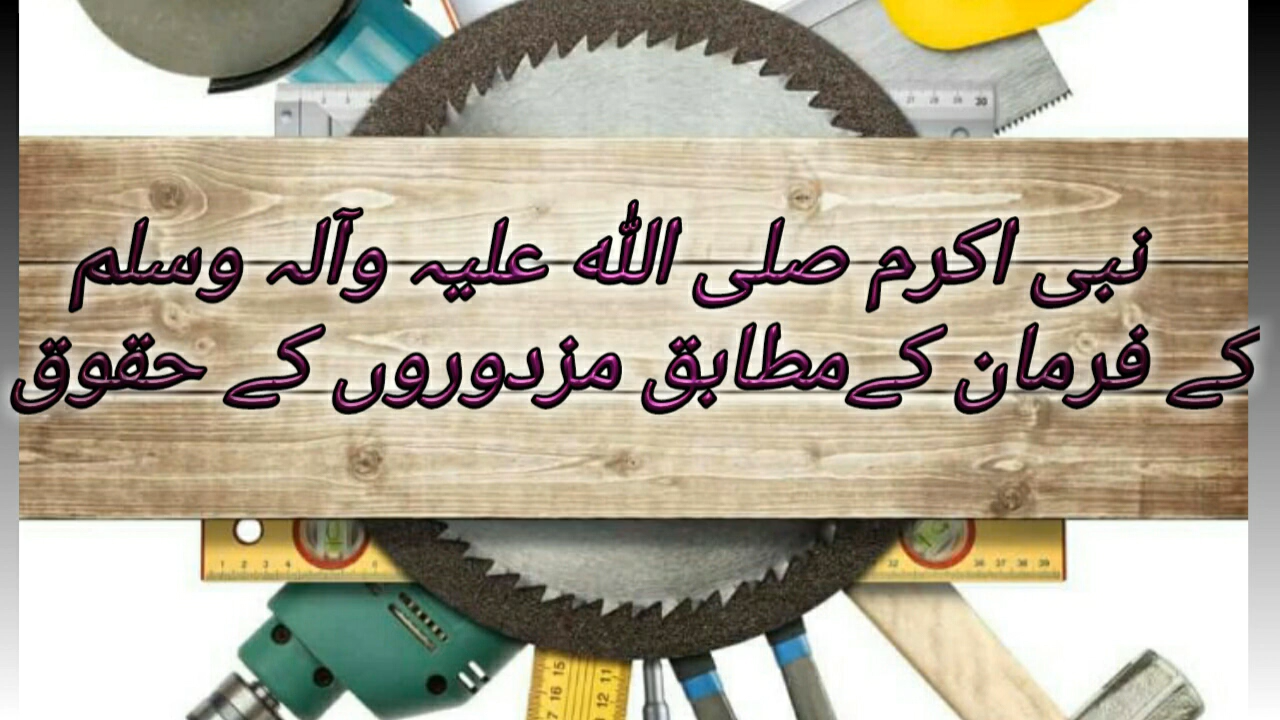 نبی اکرم صلی اللہ علیہ وآلہ وسلم
کے فرمان کےمطابق مزدوروں کے حقوق